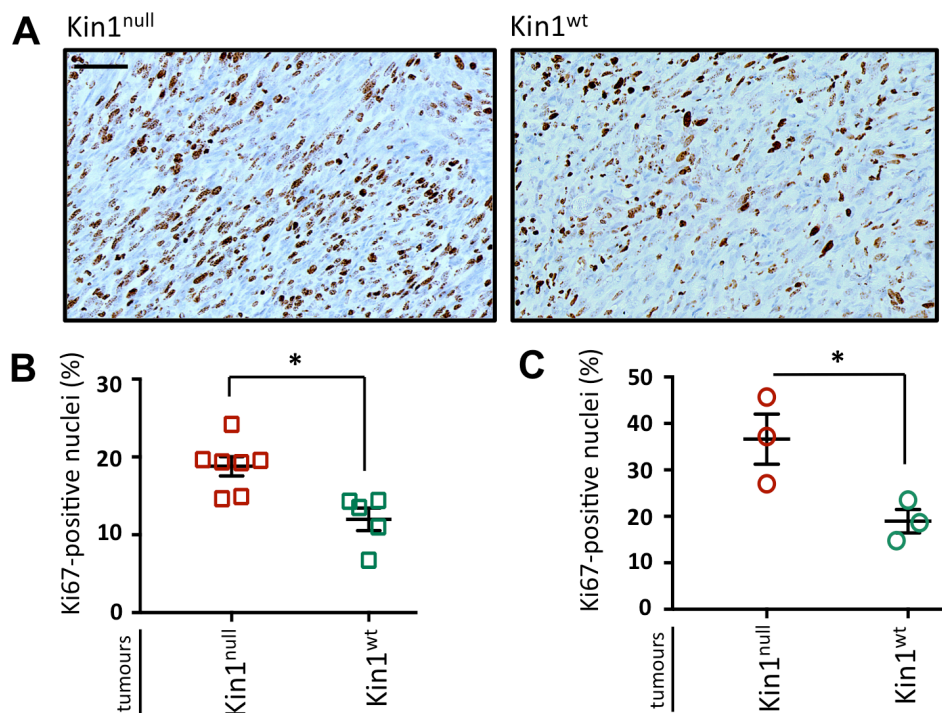 A
Kin1null
Kin1wt
B
Ki67-positive nuclei (%)
30
20
10
0
*
tumours
Kin1null
Kin1wt
C
Ki67-positive nuclei (%)
50
40
30
20
10
0
*
tumours
Kin1null
Kin1wt